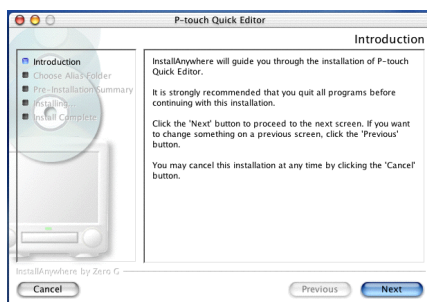 P-touch Quick Editor
Introduction
Introduction
Choose Alias Folder
Pre-Installation Summary
Installing...
Install Complete
InstallAnywhere will guide you through the installation of P-touch
Quick Editor.
It is strongly recommended that you quit all programs before
continuing with this installation.
Click the 'Next' button to proceed to the next screen. If you want
to change something on a previous screen, click the 'Previous'
button.
You may cancel this installation at any time by clicking the 'Cancel'
button.
InstallAnywhere by Zero G
Cancel
Previous
Next